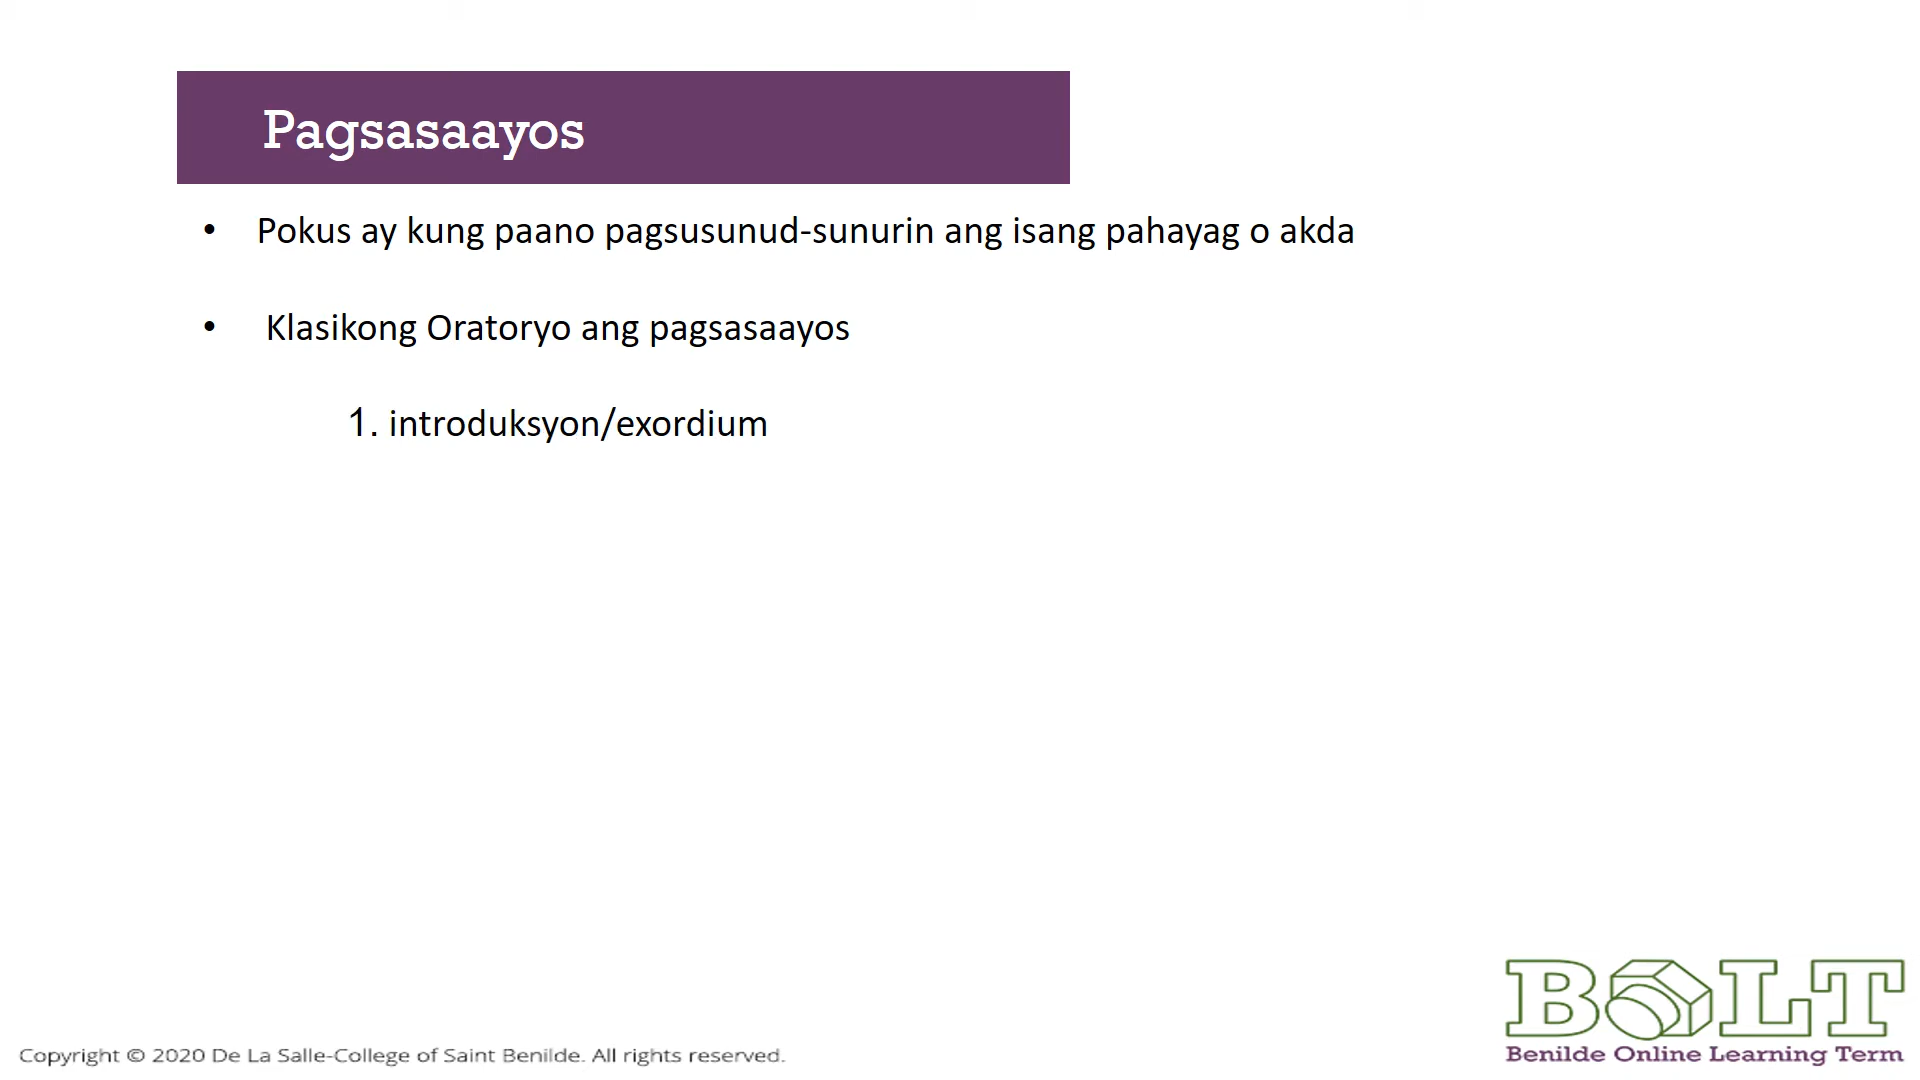 Pagsasaayos
• Pokus ay kung paano pagsusunud-sunurin ang isang pahayag o akda
• Klasikong Oratoryo ang pagsasaayos
1. introduksyon/exordium
BOLT
Benilde Online Learning Term
Copyright © 2020 De La Salle-College of Saint Benilde. All rights reserved.